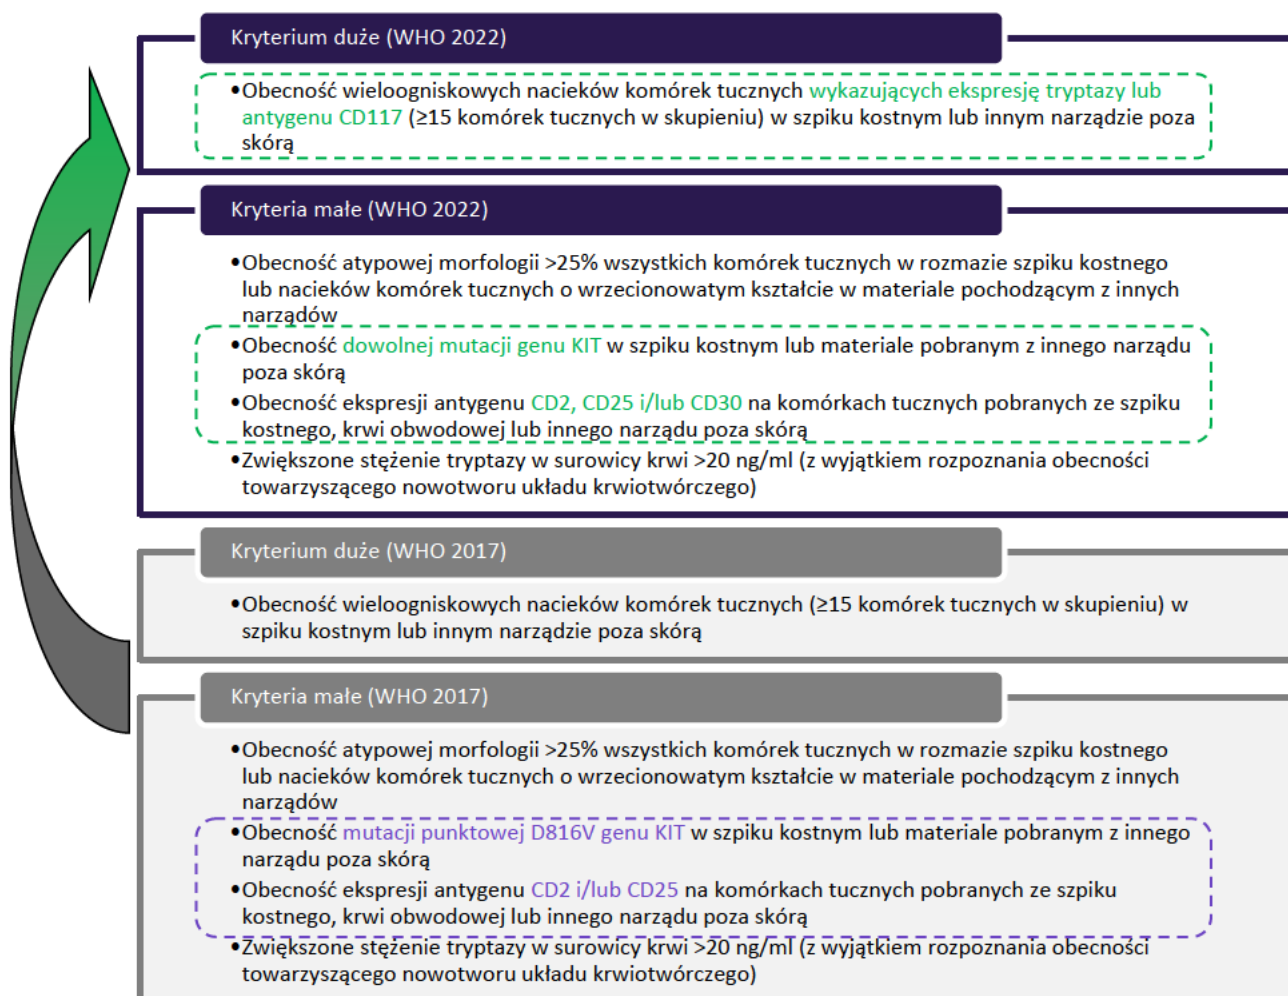 Kryterium duże (WHO 2022)
•Obecność wieloogniskowych nacieków komórek tucznych wykazujących ekspresję tryptazy lub
antygenu CD117 (≥15 komórek tucznych w skupieniu) w szpiku kostnym lub innym narządzie poza
skórą
Kryteria małe (WHO 2022)
•Obecność atypowej morfologii >25% wszystkich komórek tucznych w rozmazie szpiku kostnego
lub nacieków komórek tucznych o wrzecionowatym kształcie w materiale pochodzącym z innych
narządów
•Obecność dowolnej mutacji genu KIT w szpiku kostnym lub materiale pobranym z innego narządu
poza skórą
•Obecność ekspresji antygenu CD2, CD25 i/lub CD30 na komórkach tucznych pobranych ze szpiku
kostnego, krwi obwodowej lub innego narządu poza skórą
•Zwiększone stężenie tryptazy w surowicy krwi >20 ng/ml (z wyjątkiem rozpoznania obecności
towarzyszącego nowotworu układu krwiotwórczego)
Kryterium duże (WHO 2017)
•Obecność wieloogniskowych nacieków komórek tucznych (≥15 komórek tucznych w skupieniu) w
szpiku kostnym lub innym narządzie poza skórą
Kryteria małe (WHO 2017)
•Obecność atypowej morfologii >25% wszystkich komórek tucznych w rozmazie szpiku kostnego
lub nacieków komórek tucznych o wrzecionowatym kształcie w materiale pochodzącym z innych
narządów
•Obecność mutacji punktowej D816V genu KIT w szpiku kostnym lub materiale pobranym z innego
narządu poza skórą
•Obecność ekspresji antygenu CD2 i/lub CD25 na komórkach tucznych pobranych ze szpiku
kostnego, krwi obwodowej lub innego narządu poza skórą
•Zwiększone stężenie tryptazy w surowicy krwi >20 ng/ml (z wyjątkiem rozpoznania obecności
towarzyszącego nowotworu układu krwiotwórczego)